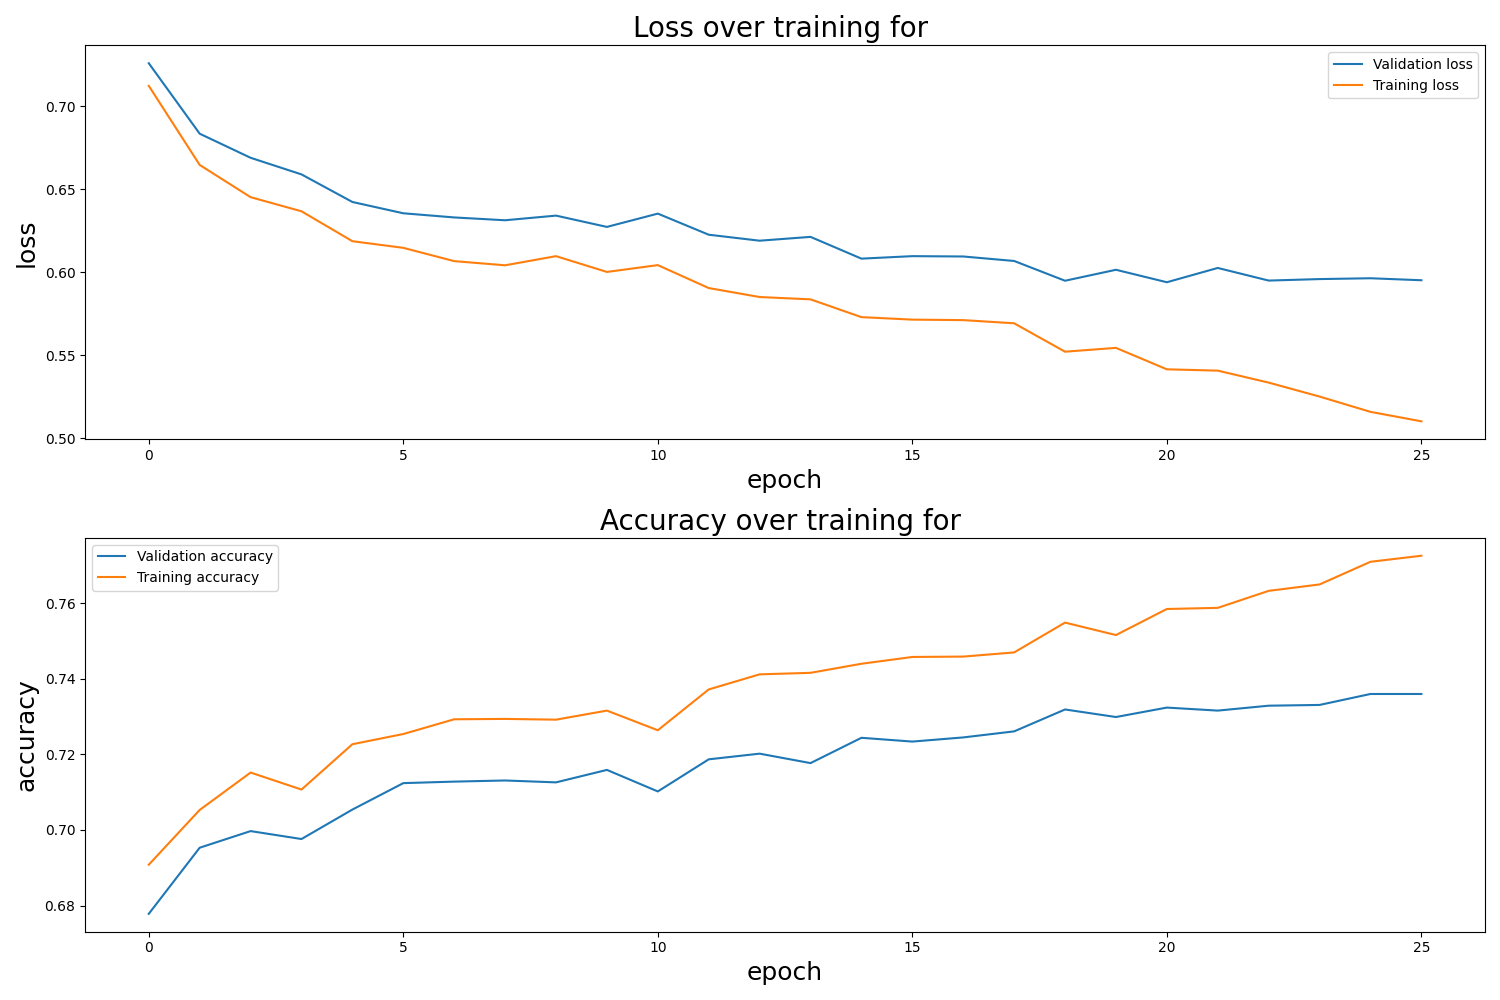 Loss over training for
Validation loss
Training loss
0.70
0.65
0.60
0.55
0.50
loss
0 5 10 15 20 25
epoch
Accuracy over training for
Validation accuracy
Training accuracy
0.76
0.74
0.72
0.70
0.68
accuracy
0 5 10 15 20 25
epoch